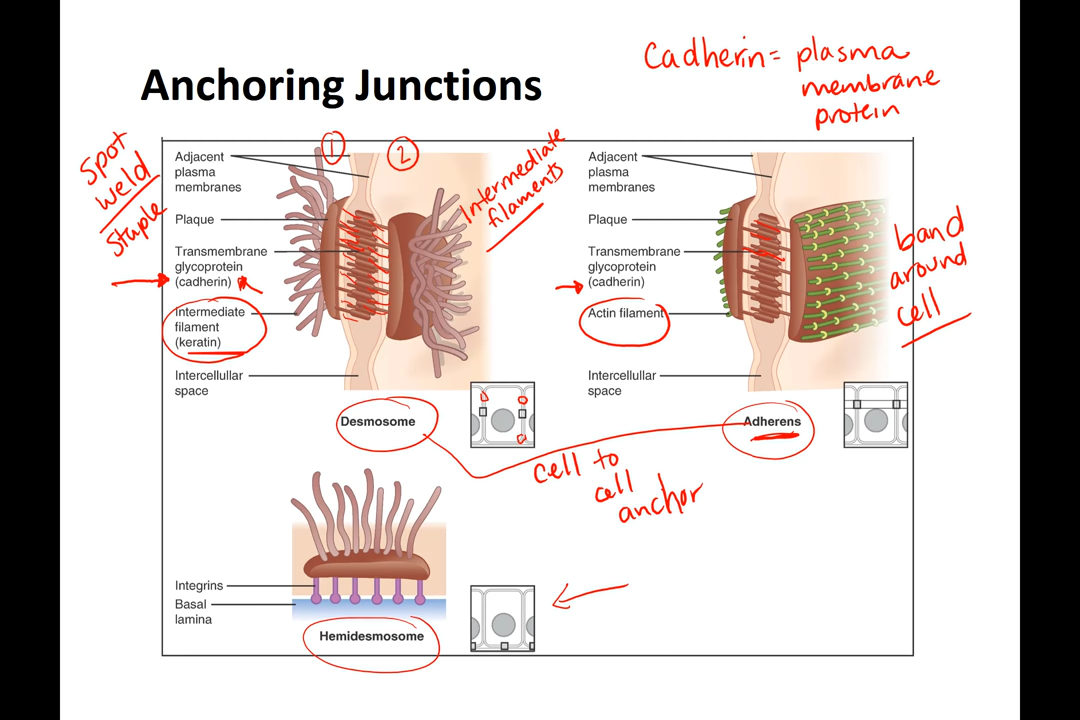 Anchoring Junctions
Cadherin = plasma
membrane
protein
Spot
weld
Staple
1
2
Adjacent
plasma
membranes
Plaque
Transmembrane
glycoprotein
(cadherin)
Intermediate
filament
(keratin)
Intercellular
space
Intermediate
filaments
Desmosome
Adjacent
plasma
membranes
Plaque
Transmembrane
glycoprotein
(cadherin)
Actin filament
Intercellular
space
band
around
cell
Adherens
cell to
cell
anchor
Integrins
Basal
lamina
Hemidesmosome